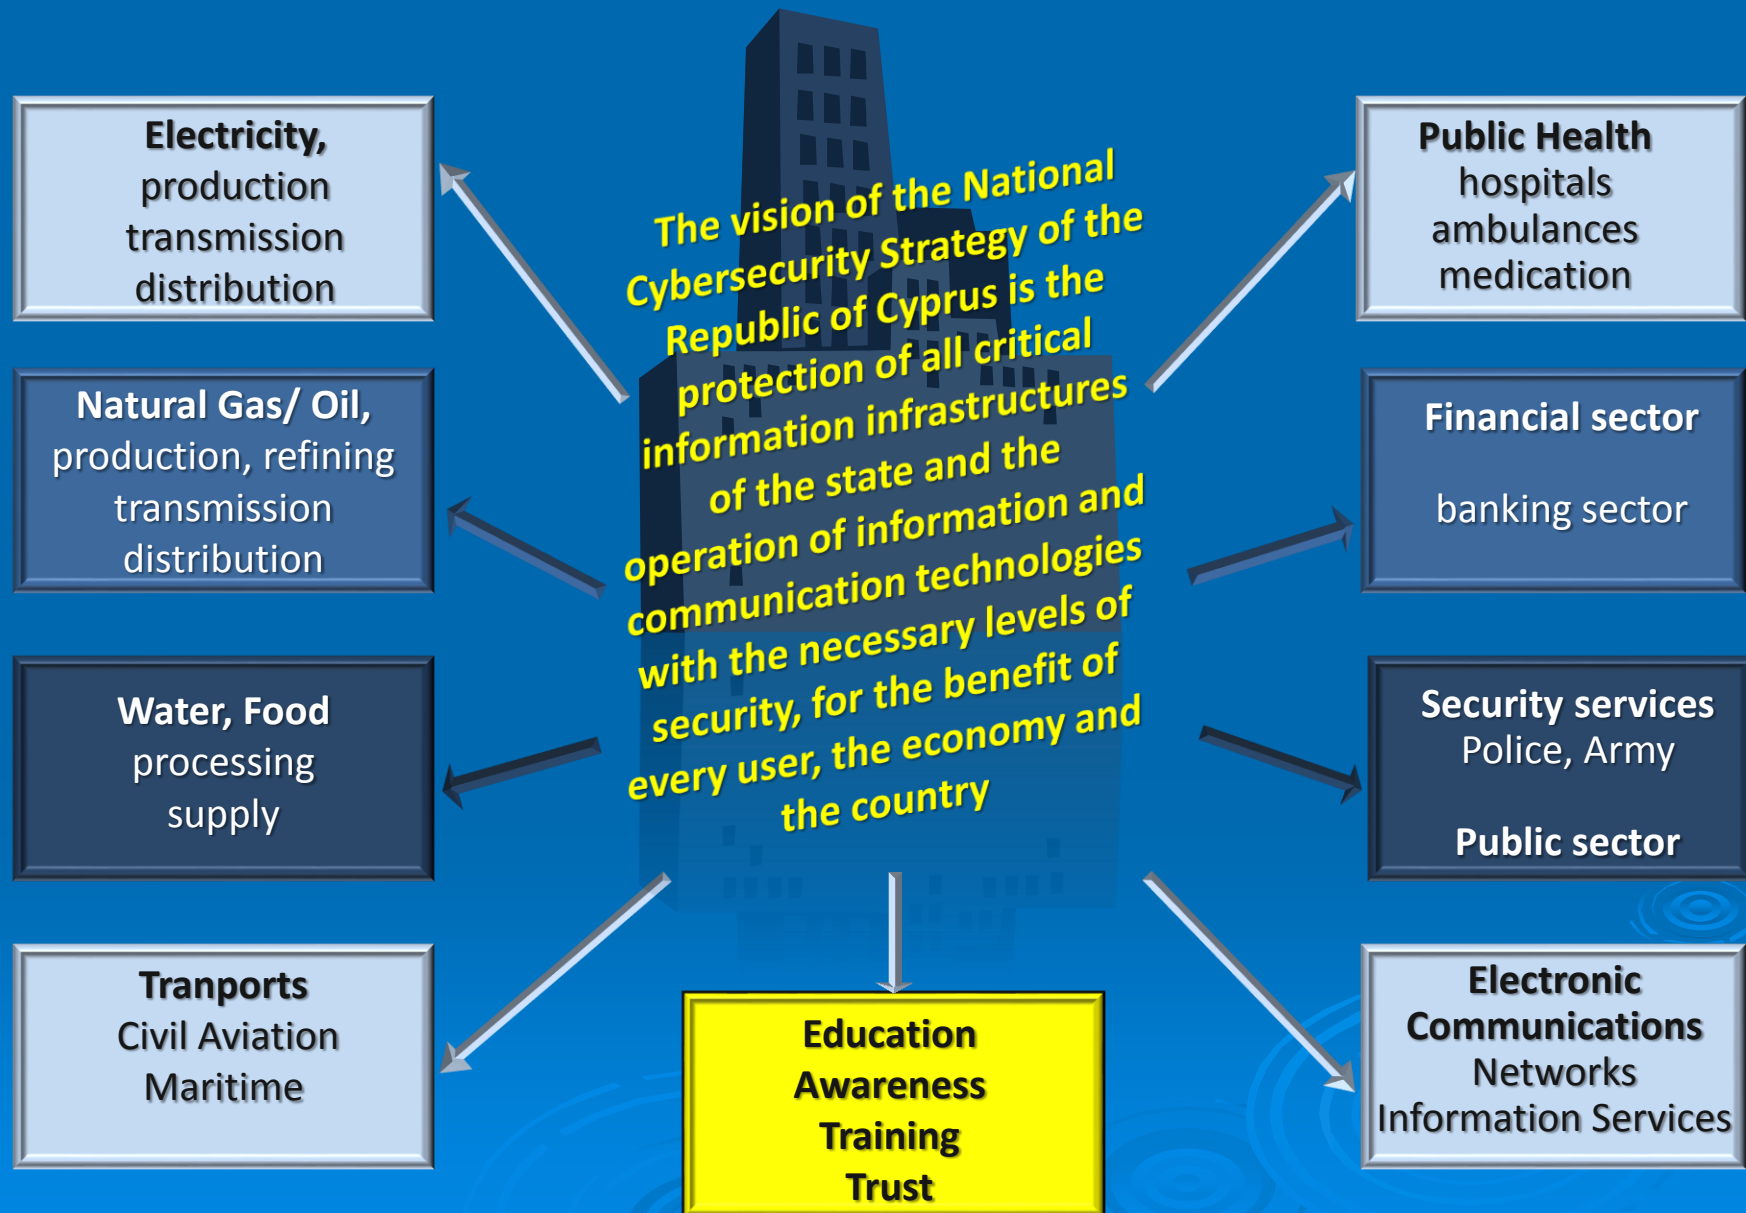 Electricity,
production
transmission
distribution
Natural Gas/ Oil,
production, refining
transmission
distribution
Water, Food
processing
supply
Tranports
Civil Aviation
Maritime
The vision of the National
Cybersecurity Strategy of the
Republic of Cyprus is the
protection of all critical
information infrastructures
of the state and the
operation of information and
communication technologies
with the necessary levels of
security, for the benefit of
every user, the economy and
the country
Education
Awareness
Training
Trust
Public Health
hospitals
ambulances
medication
Financial sector
banking sector
Security services
Police, Army
Public sector
Electronic
Communications
Networks
Information Services